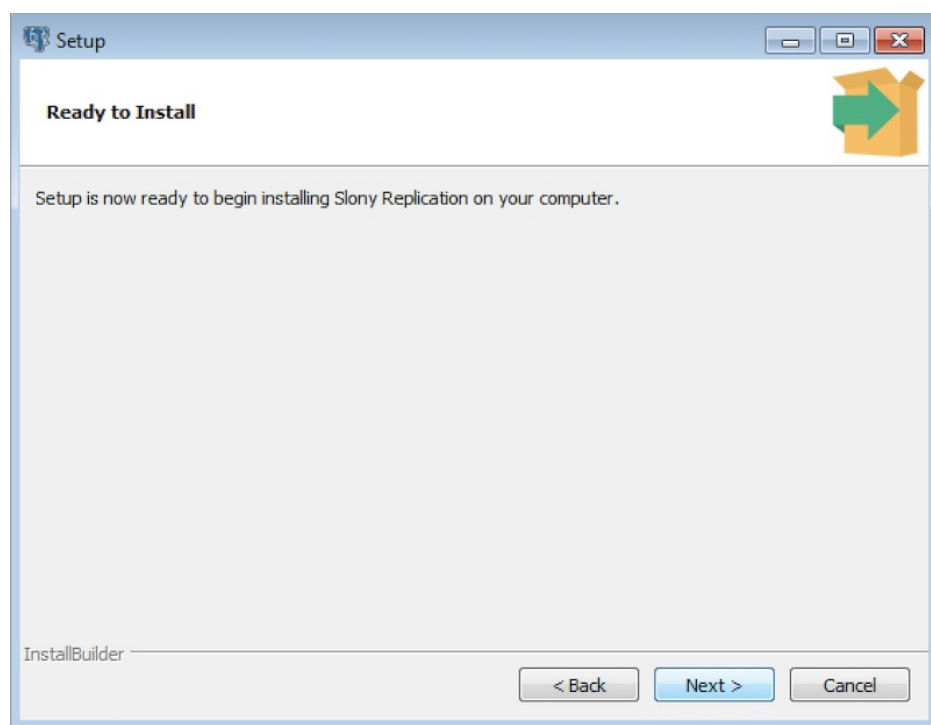 Setup
Ready to Install
Setup is now ready to begin installing Slony Replication on your computer.
InstallBuilder
< Back
Next >
Cancel